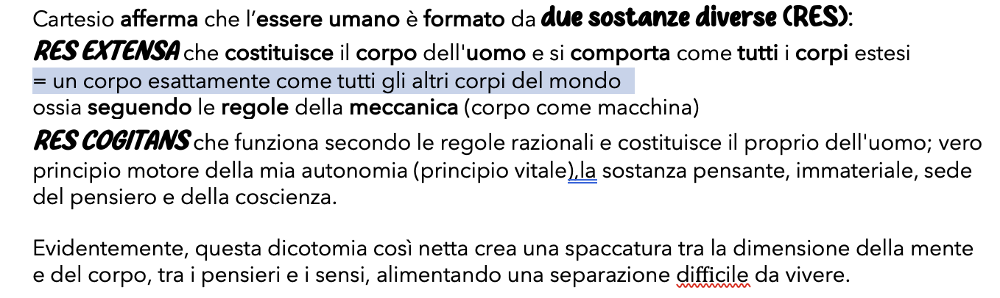 Cartesio afferma che l’essere umano è formato da due sostanze diverse (RES):
RES EXTENSA che costituisce il corpo dell'uomo e si comporta come tutti i corpi estesi
= un corpo esattamente come tutti gli altri corpi del mondo
ossia seguendo le regole della meccanica (corpo come macchina)
RES COGITANS che funziona secondo le regole razionali e costituisce il proprio dell'uomo; vero
principio motore della mia autonomia (principio vitale),la sostanza pensante, immateriale, sede
del pensiero e della coscienza.
Evidentemente, questa dicotomia così netta crea una spaccatura tra la dimensione della mente
e del corpo, tra i pensieri e i sensi, alimentando una separazione difficile da vivere.